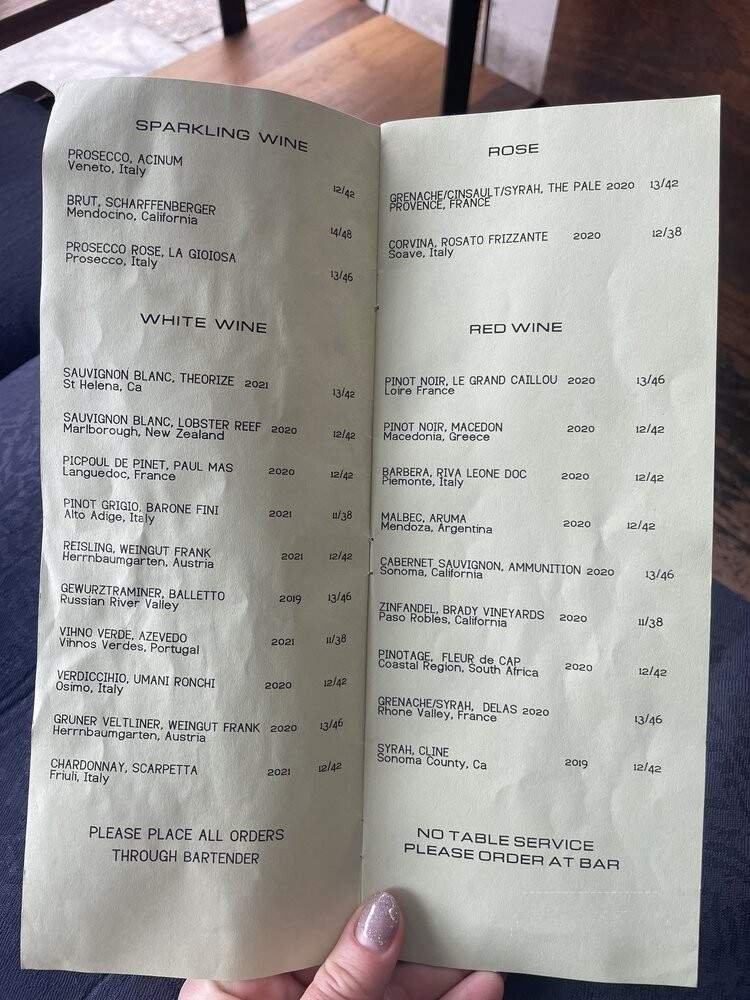 SPARKLING WINE
PROSECCO, ACINUM
Veneto, Italy
12/42
BRUT, SCHARFFENBERGER
Mendocino, California
14/48
PROSECCO ROSE, LA GIOIOSA
Prosecco, Italy
13/46
WHITE WINE
SAUVIGNON BLANC, THEORIZE 2021
St Helena, Ca
13/42
SAUVIGNON BLANC, LOBSTER REEF 2020
Marlborough, New Zealand 12/42
PICPOUL DE PINET, PAUL MAS 2020 12/42
Languedoc, France
PINOT GRIGIO, BARONE FINI 2021 11/38
Alto Adige, Italy
REISLING, WEINGUT FRANK 2021 12/42
Herrnbaumgarten, Austria
GEWURZTRAMINER, BALLETTO 2019 13/46
Russian River Valley
VIHNO VERDE, AZEVEDO 2021 11/38
Vihnos Verdes, Portugal
VERDICCIHIO, UMANI RONCHI 2020 12/42
Osimo, Italy
GRUNER VELTLINER, WEINGUT FRANK 2020 13/46
Herrnbaumgarten, Austria
CHARDONNAY, SCARPETTA 2021 12/42
Friuli, Italy
PLEASE PLACE ALL ORDERS
THROUGH BARTENDER
ROSE
GRENACHE/CINSAULT/SYRAH, THE PALE 2020 13/42
PROVENCE, FRANCE
CORVINA, ROSATO FRIZZANTE 2020 12/38
Soave, Italy
RED WINE
PINOT NOIR, LE GRAND CAILLOU 2020 13/46
Loire France
PINOT NOIR, MACEDON 2020 12/42
Macedonia, Greece
BARBERA, RIVA LEONE DOC 2020 12/42
Piemonte, Italy
MALBEC, ARUMA 2020 12/42
Mendoza, Argentina
CABERNET SAUVIGNON, AMMUNITION 2020 13/46
Sonoma, California
ZINFANDEL, BRADY VINEYARDS 2020 11/38
Paso Robles, California
PINOTAGE, FLEUR de CAP 2020 12/42
Coastal Region, South Africa
GRENACHE/SYRAH, DELAS 2020 13/46
Rhone Valley, France
SYRAH, CLINE 2019 12/42
Sonoma County, Ca
NO TABLE SERVICE
PLEASE ORDER AT BAR